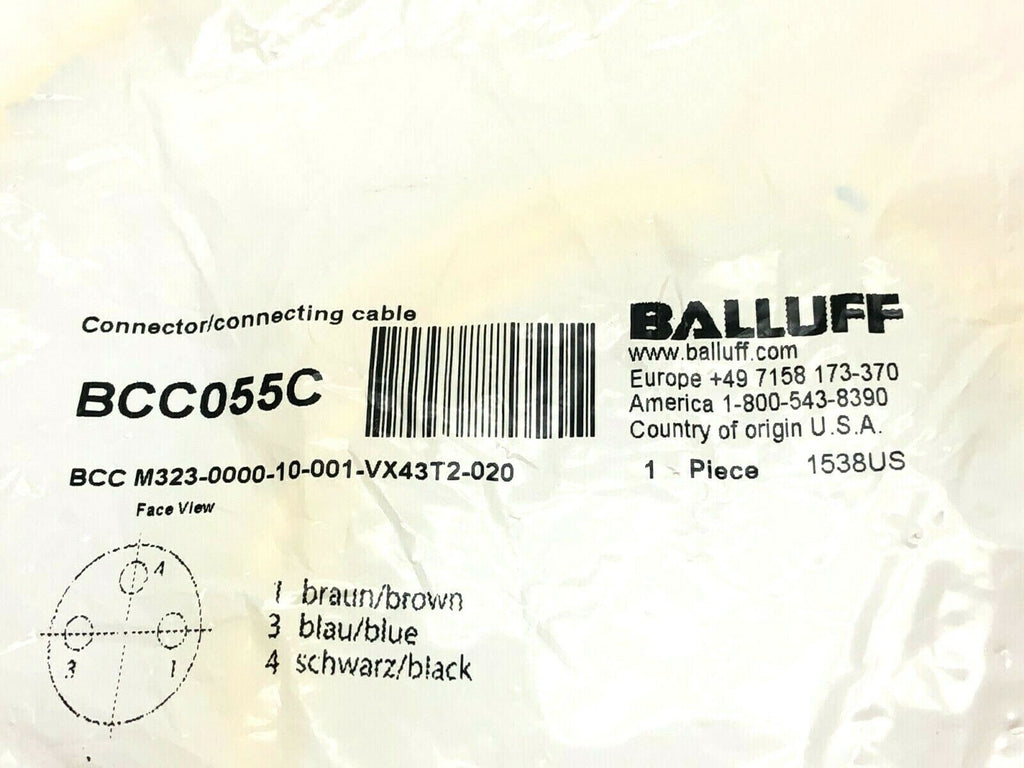 Connector/connecting cable
BCC055C
BCC M323-0000-10-001-VX43T2-020
BALLUFF
www.balluff.com
Europe +49 7158 173-370
America 1-800-543-8390
Country of origin U.S.A.
1 - Piece 1538US
Face View
4
3 1
1 braun/brown
3 blau/blue
4 schwarz/black